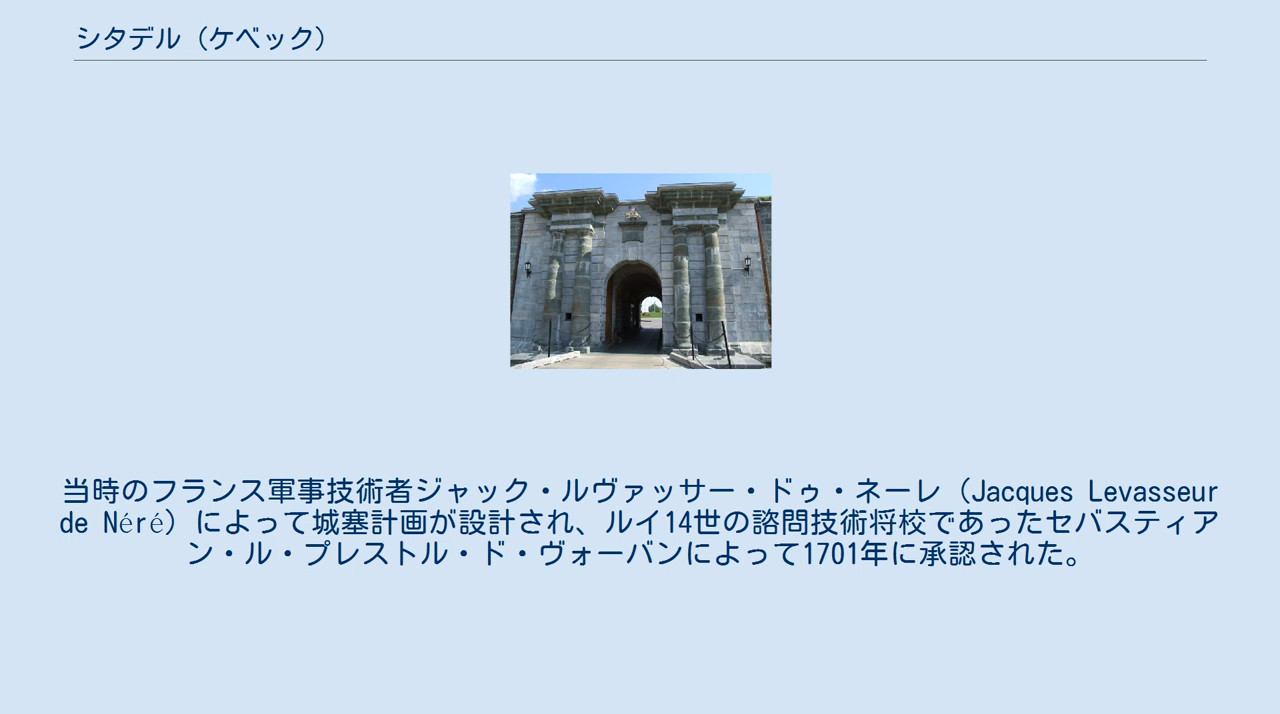 シタデル（ケベック）
当時のフランス軍事技術者ジャック・ルヴァッサー・ドゥ・ネーレ（Jacques Levasseur
de Néré）によって城塞計画が設計され、ルイ14世の諮問技術将校であったセバスティア
ン・ル・プレストル・ド・ヴォーバンによって1701年に承認された。